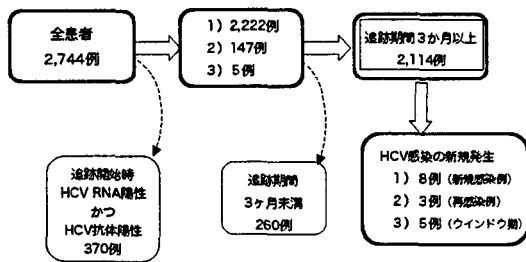 全患者
2,744例
1) 2,222例
2) 147例
3) 5例
追跡期間3か月以上
2,114例
追跡開始時
HCV RNA陽性
かつ
HCV抗体陽性
370例
追跡期間
3ヶ月未満
260例
HCV感染の新規発生
1) 8例 (新規感染例)
2) 3例 (再感染例)
3) 5例 (ウインドウ期)